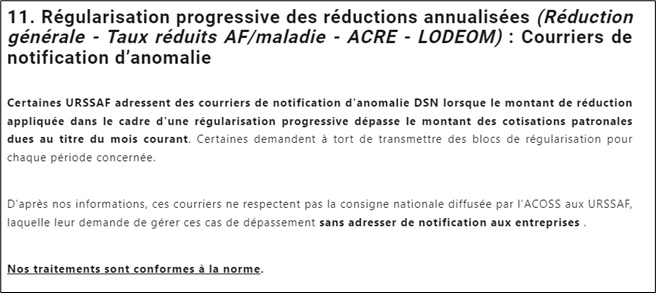 11. Régularisation progressive des réductions annualisées (Réduction
générale - Taux réduits AF/maladie - ACRE - LODEOM) : Courriers de
notification d’anomalie
Certaines URSSAF adressent des courriers de notification d'anomalie DSN lorsque le montant de réduction
appliquée dans le cadre d'une régularisation progressive dépasse le montant des cotisations patronales
dues au titre du mois courant. Certaines demandent à tort de transmettre des blocs de régularisation pour
chaque période concernée.
D'après nos informations, ces courriers ne respectent pas la consigne nationale diffusée par l'ACOSS aux URSSAF,
laquelle leur demande de gérer ces cas de dépassement sans adresser de notification aux entreprises .
Nos traitements sont conformes à la norme.